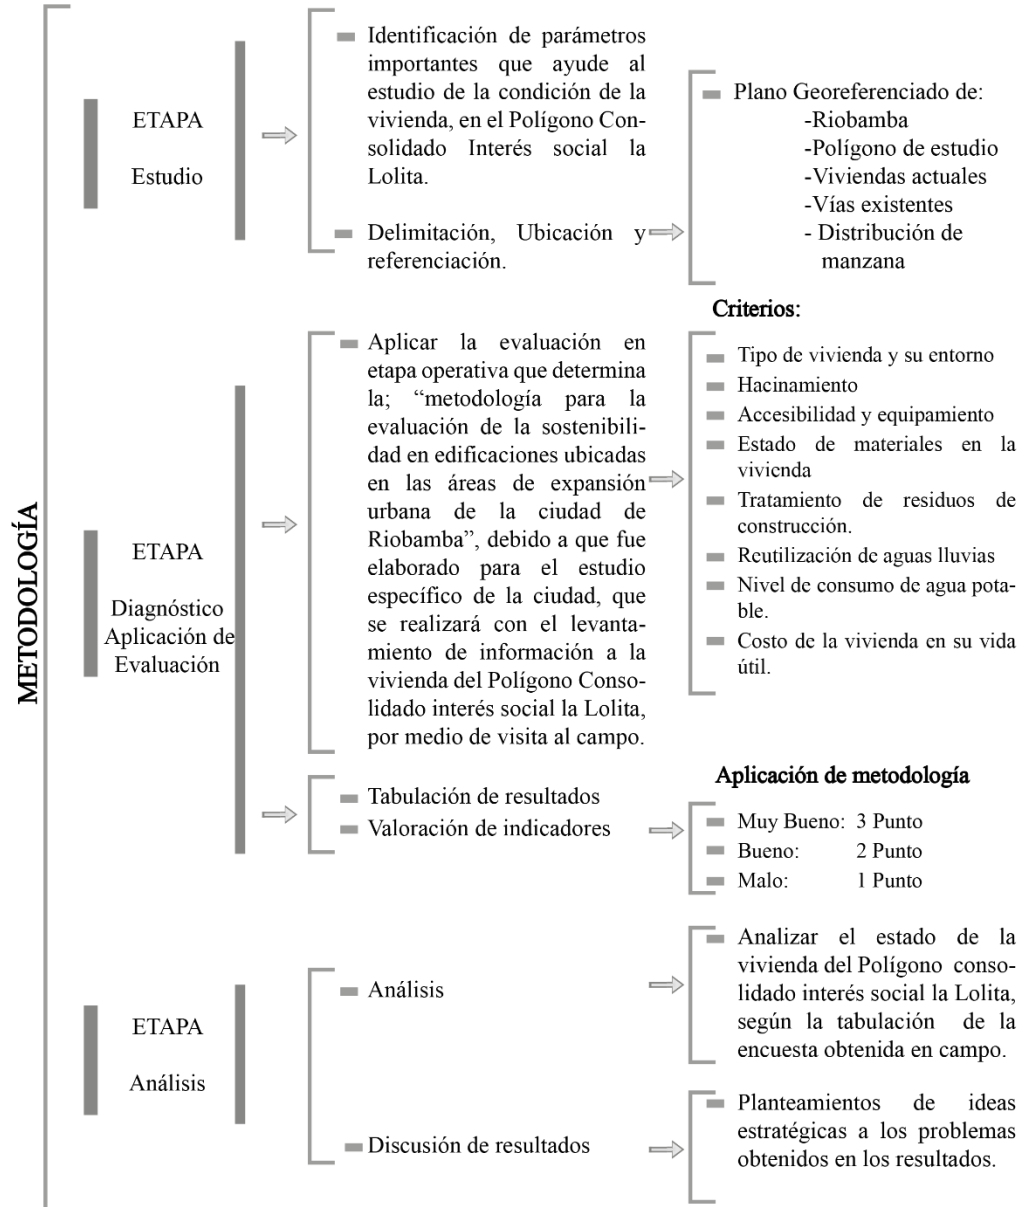 METODOLOGÍA
ETAPA
Estudio
Identificación de parámetros
importantes que ayude al
estudio de la condición de la
vivienda, en el Polígono Con-
solidado Interés social la
Lolita.
Delimitación, Ubicación y
referenciación.
Plano Georeferenciado de:
-Riobamba
-Polígono de estudio
-Viviendas actuales
-Vías existentes
- Distribución de
manzana
ETAPA
Diagnóstico
Aplicación de
Evaluación
Aplicar la evaluación en
etapa operativa que determina
la; “metodología para la
evaluación de la sostenibili-
dad en edificaciones ubicadas
en las áreas de expansión
urbana de la ciudad de
Riobamba”, debido a que fue
elaborado para el estudio
específico de la ciudad, que
se realizará con el levanta-
miento de información a la
vivienda del Polígono Conso-
lidado interés social la Lolita,
por medio de visita al campo.
Criterios:
Tipo de vivienda y su entorno
Hacinamiento
Accesibilidad y equipamiento
Estado de materiales en la
vivienda
Tratamiento de residuos de
construcción.
Reutilización de aguas lluvias
Nivel de consumo de agua pota-
ble.
Costo de la vivienda en su vida
útil.
Tabulación de resultados
Valoración de indicadores
Aplicación de metodología
Muy Bueno: 3 Punto
Bueno: 2 Punto
Malo: 1 Punto
ETAPA
Análisis
Análisis
Analizar el estado de la
vivienda del Polígono conso-
lidado interés social la Lolita,
según la tabulación de la
encuesta obtenida en campo.
Discusión de resultados
Planteamientos de ideas
estratégicas a los problemas
obtenidos en los resultados.